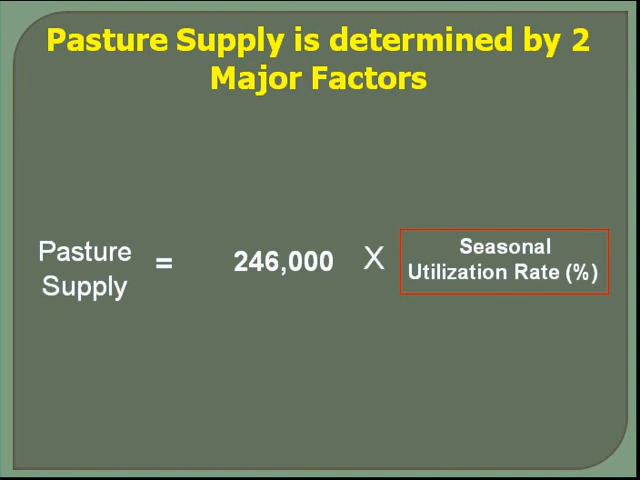 Pasture Supply is determined by 2
Major Factors
Pasture
Supply
=
246,000
X
Seasonal
Utilization Rate (%)